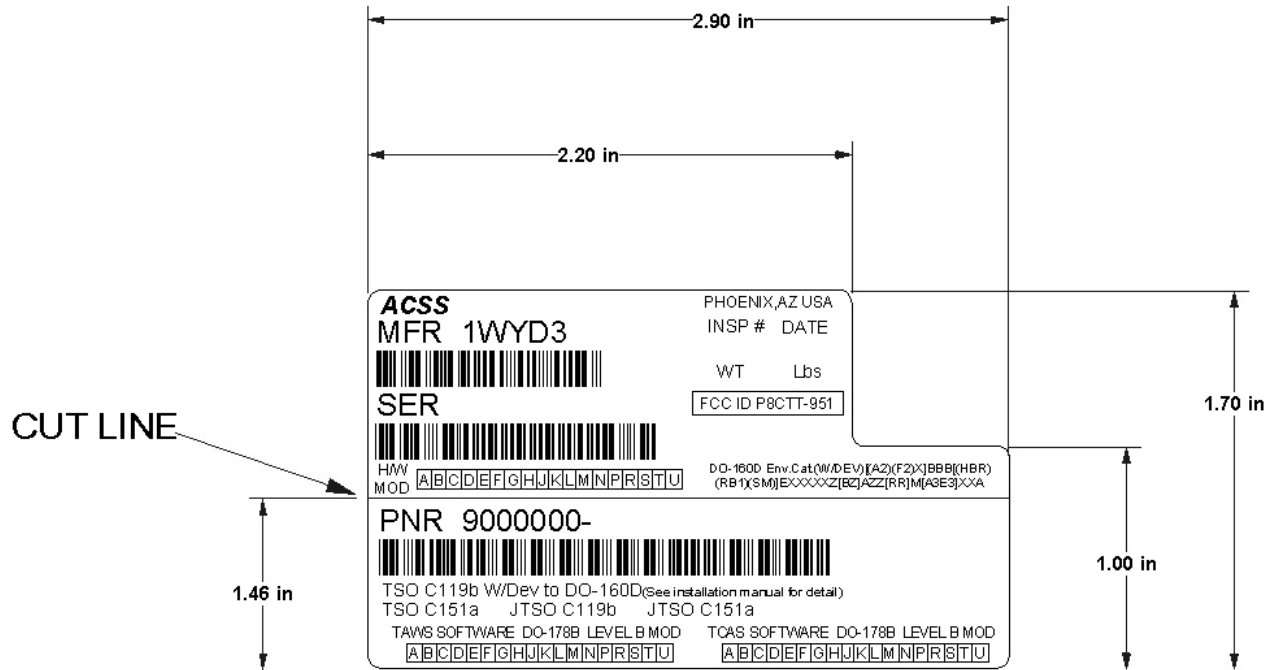 2.90 in
2.20 in
ACSS PHOENIX,AZ USA
MFR 1WYD3 INSP # DATE
WT Lbs
SER FCC ID P8CTT-951
1.70 in
CUT LINE
H/W MOD ABCDEFGHJKLMNPRSTU
DO-160D Env.Cat(W/DEV)[(A2)(F2)X]BBB[(HBR)
(RB1)(SM)]EXXXXXZ[BZ]AZZ[RR]M[A3E3]XXA
PNR 9000000-
1.46 in
1.00 in
TSO C119b W/Dev to DO-160D(See installation manual for detail)
TSO C151a JTSO C119b JTSO C151a
TAWS SOFTWARE DO-178B LEVEL B MOD TCAS SOFTWARE DO-178B LEVEL B MOD
ABCDEFGHJKLMNPRSTU ABCDEFGHJKLMNPRSTU